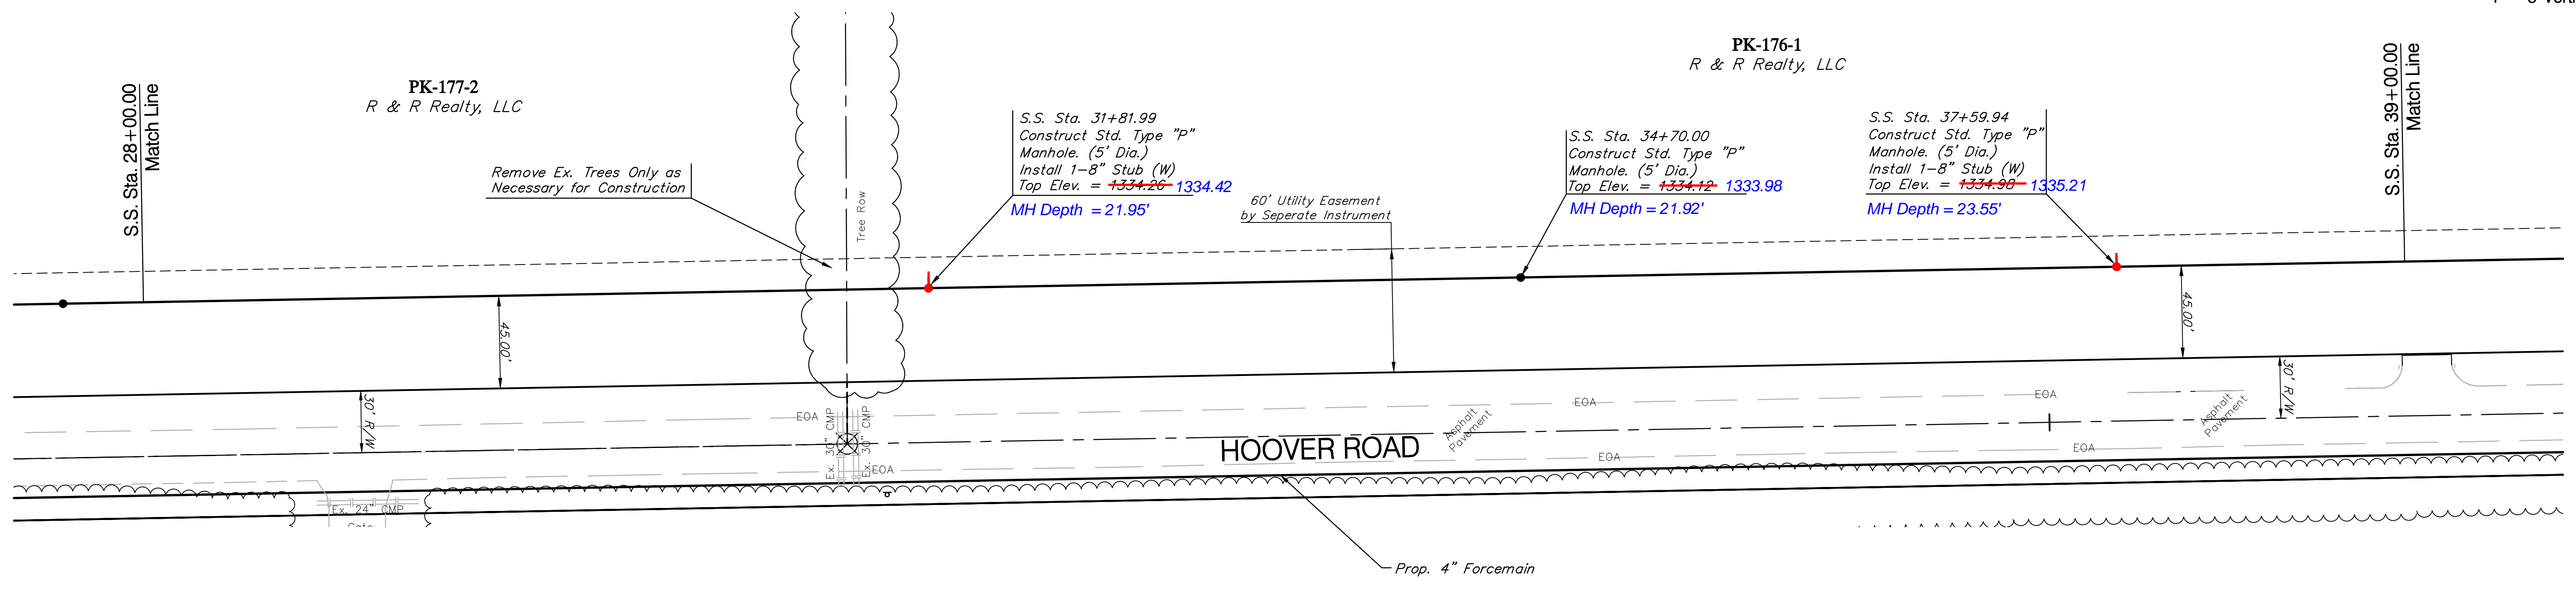 S.S. Sta. 28+00.00
Match Line
PK-177-2
R & R Realty, LLC
Remove Ex. Trees Only as
Necessary for Construction
Tree Row
S.S. Sta. 31+81.99
Construct Std. Type "P"
Manhole. (5' Dia.)
Install 1-8" Stub (W)
Top Elev. = 1334.26 1334.42
MH Depth = 21.95'
60' Utility Easement
by Seperate Instrument
PK-176-1
R & R Realty, LLC
S.S. Sta. 34+70.00
Construct Std. Type "P"
Manhole. (5' Dia.)
Top Elev. = 1334.12 1333.98
MH Depth = 21.92'
S.S. Sta. 37+59.94
Construct Std. Type "P"
Manhole. (5' Dia.)
Install 1-8" Stub (W)
Top Elev. = 1334.98 1335.21
MH Depth = 23.55'
S.S. Sta. 39+00.00
Match Line
45.00'
45.00'
30' R/W
30' R/W
EOA
EOA
EOA
EOA
EOA
EOA
Ex. 30" CMP
Ex. 30" CMP
HOOVER ROAD
Asphalt
Pavement
Asphalt
Pavement
Ex. 24" CMP
Gate
Prop. 4" Forcemain